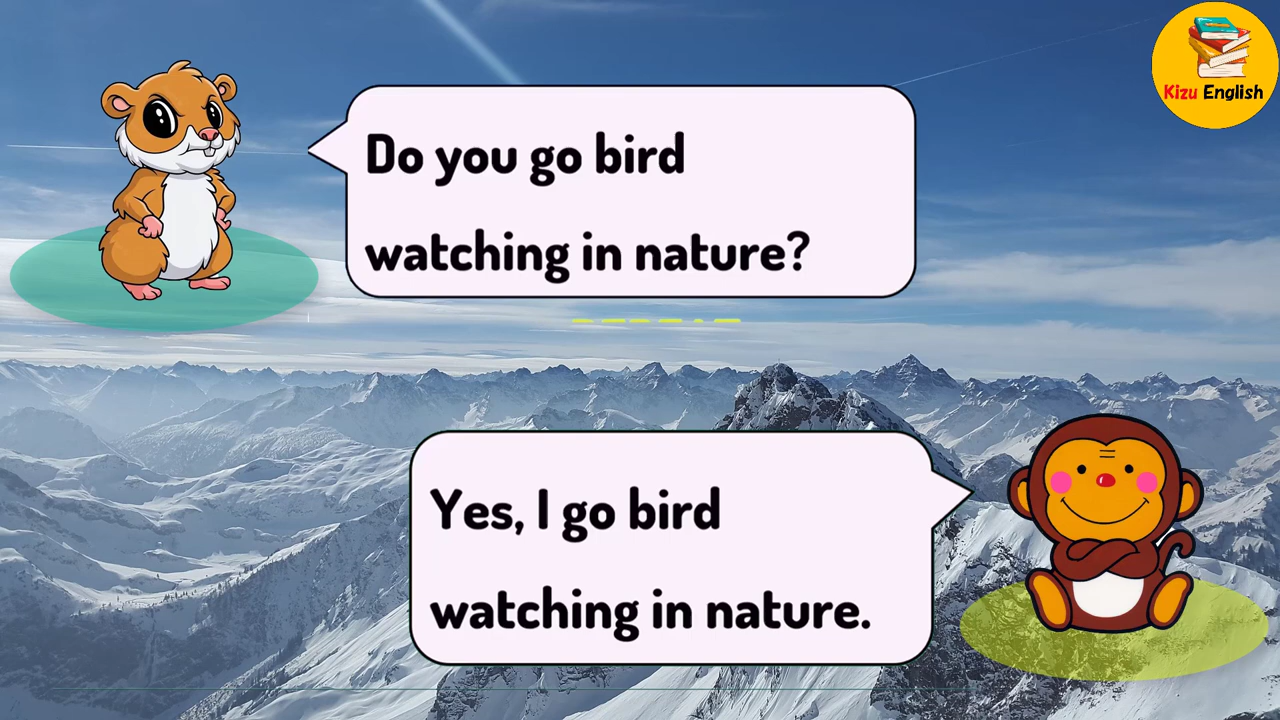 Kizu English
Do you go bird
watching in nature?
Yes, I go bird
watching in nature.